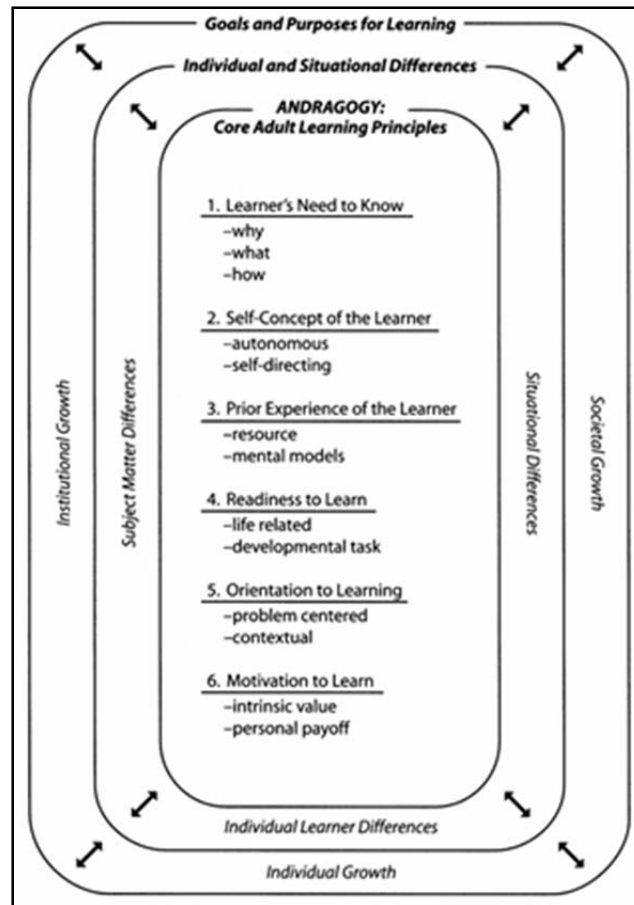 Goals and Purposes for Learning
Individual and Situational Differences
ANDRAGOGY:
Core Adult Learning Principles
1. Learner's Need to Know
–why
–what
–how
2. Self-Concept of the Learner
–autonomous
–self-directing
3. Prior Experience of the Learner
–resource
–mental models
4. Readiness to Learn
–life related
–developmental task
5. Orientation to Learning
–problem centered
–contextual
6. Motivation to Learn
–intrinsic value
–personal payoff
Institutional Growth
Subject Matter Differences
Situational Differences
Societal Growth
Individual Learner Differences
Individual Growth